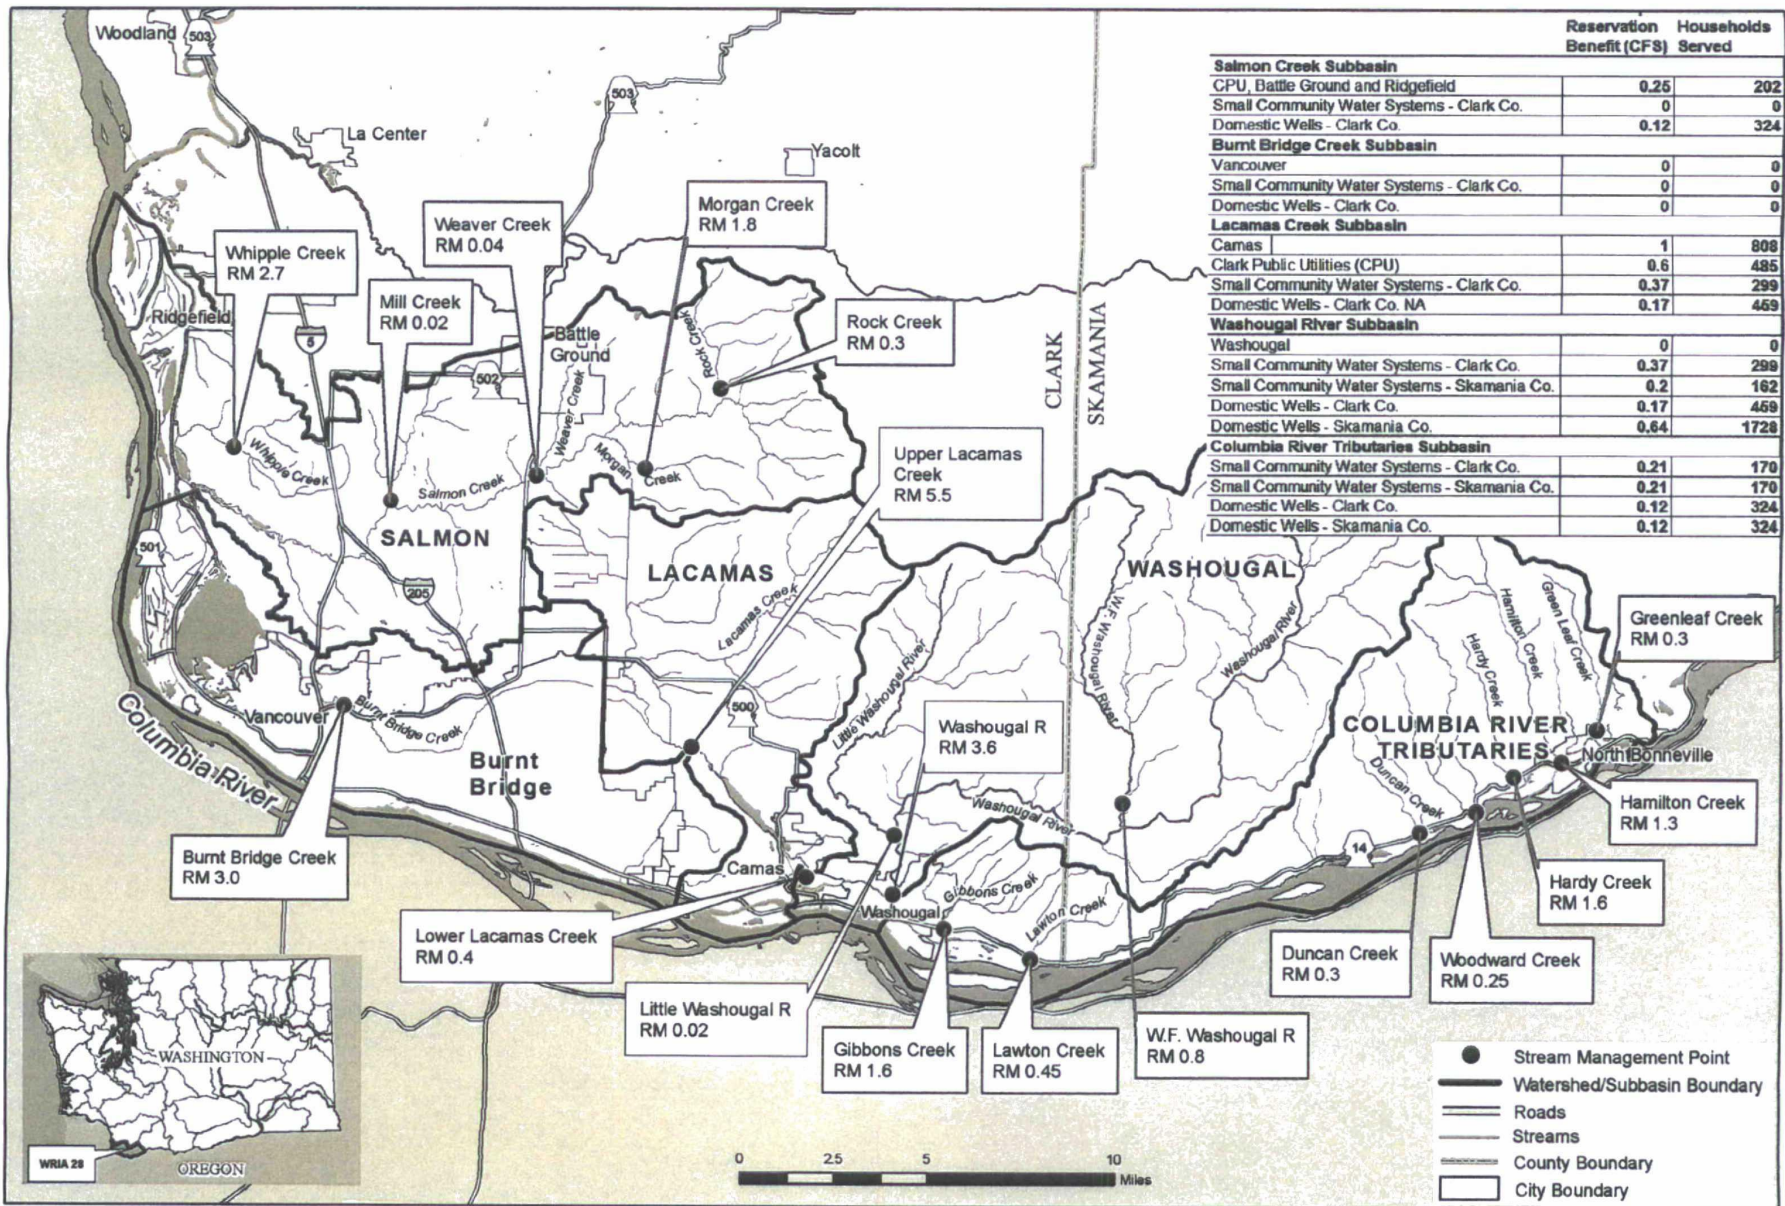 Reservation Households
Benefit (CFS) Served
Salmon Creek Subbasin
CPU, Battle Ground and Ridgefield 0.25 202
Small Community Water Systems - Clark Co. 0 0
Domestic Wells - Clark Co. 0.12 324
Burnt Bridge Creek Subbasin
Vancouver 0 0
Small Community Water Systems - Clark Co. 0 0
Domestic Wells - Clark Co. 0 0
Lacamas Creek Subbasin
Camas 1 808
Clark Public Utilities (CPU) 0.6 485
Small Community Water Systems - Clark Co. 0.37 299
Domestic Wells - Clark Co. NA 0.17 459
Washougal River Subbasin
Washougal 0 0
Small Community Water Systems - Clark Co. 0.37 299
Small Community Water Systems - Skamania Co. 0.2 162
Domestic Wells - Clark Co. 0.17 459
Domestic Wells - Skamania Co. 0.64 1728
Columbia River Tributaries Subbasin
Small Community Water Systems - Clark Co. 0.21 170
Small Community Water Systems - Skamania Co. 0.21 170
Domestic Wells - Clark Co. 0.12 324
Domestic Wells - Skamania Co. 0.12 324
Woodland
503
503
La Center
Yacolt
Whipple Creek
RM 2.7
Weaver Creek
RM 0.04
Morgan Creek
RM 1.8
Mill Creek
RM 0.02
Rock Creek
RM 0.3
Ridgefield
5
502
Battle
Ground
Rock Creek
Weaver Creek
Whipple Creek
Salmon Creek
Morgan
Creek
CLARK
SKAMANIA
Upper Lacamas
Creek
RM 5.5
SALMON
LACAMAS
WASHOUGAL
501
205
Lacamas Creek
Little Washougal River
W.F. Washougal River
Washougal River
Hamilton
Creek
Green Leaf Creek
Hardy Creek
Greenleaf Creek
RM 0.3
Vancouver
Burnt Bridge Creek
500
Columbia River
Burnt
Bridge
Washougal R
RM 3.6
COLUMBIA RIVER
TRIBUTARIES
North Bonneville
Duncan Creek
Hamilton Creek
RM 1.3
Washougal River
14
Burnt Bridge Creek
RM 3.0
Camas
Washougal
Gibbons Creek
Lawton Creek
Hardy Creek
RM 1.6
Lower Lacamas Creek
RM 0.4
Duncan Creek
RM 0.3
Woodward Creek
RM 0.25
Little Washougal R
RM 0.02
Gibbons Creek
RM 1.6
Lawton Creek
RM 0.45
W.F. Washougal R
RM 0.8
WASHINGTON
WRIA 28
OREGON
0 2.5 5 10
Miles
Stream Management Point
Watershed/Subbasin Boundary
Roads
Streams
County Boundary
City Boundary